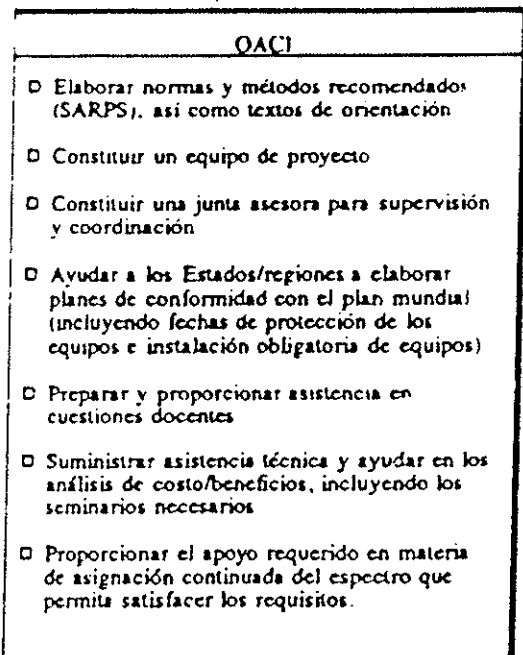 OACI
Elaborar normas y métodos recomendados
(SARPS), así como textos de orientación
Constituir un equipo de proyecto
Constituir una junta asesora para supervisión
y coordinación
Ayudar a los Estados/regiones a elaborar
planes de conformidad con el plan mundial
(incluyendo fechas de protección de los
equipos e instalación obligatoria de equipos)
Preparar y proporcionar asistencia en
cuestiones docentes
Suministrar asistencia técnica y ayudar en los
análisis de costo/beneficios, incluyendo los
seminarios necesarios
Proporcionar el apoyo requerido en materia
de asignación continuada del espectro que
permita satisfacer los requisitos.